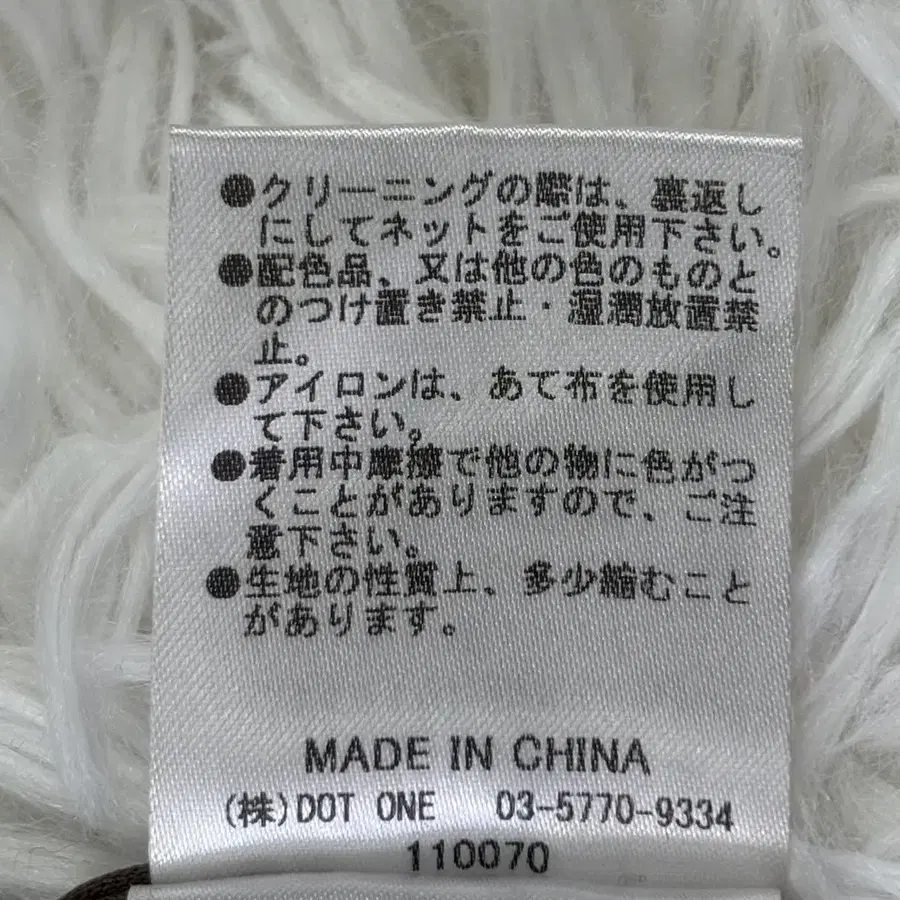 ●クリーニングの際は、裏返し
にしてネットをご使用下さい。
●配色品、又は他の色のものと
のつけ置き禁止・湿潤放置禁
止。
●アイロンは、あて布を使用し
て下さい。
●着用中摩擦で他の物に色がつ
くことがありますので、ご注
意下さい。
●生地の性質上、多少縮むこと
があります。
MADE IN CHINA
(株)DOT ONE 03-5770-9334
110070